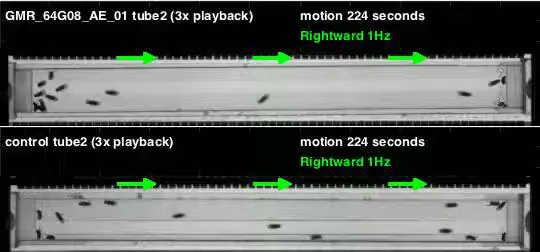 GMR_64G08_AE_01 tube2 (3x playback)
motion 224 seconds
Rightward 1Hz
control tube2 (3x playback)
motion 224 seconds
Rightward 1Hz